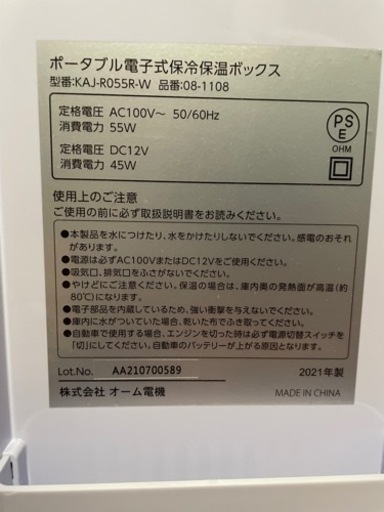 ポータブル電子式保冷保温ボックス
型番:KAJ-R055R-W 品番:08-1108
定格電圧 AC100V～ 50/60Hz
消費電力 55W
定格電圧 DC12V
消費電力 45W
PSE
OHM
使用上のご注意
ご使用の前に必ず取扱説明書をお読みください。
●本製品を水につけたり、水をかけたりしないでください。感電のおそれ
があります。
●電源は必ずAC100VまたはDC12Vをご使用ください。
●吸気口、排気口をふさがないでください。
●やけどにご注意ください。保温の場合は、庫内奥の発熱面が高温(約
80℃)になります。
●電子部品を内蔵しているため、強い衝撃を与えないでください。
●庫内に水がついていた場合、乾いた布でふき取ってください。
●自動車で使用する場合、エンジンを切った時は必ず電源切替スイッチを
「切」にしてください。自動車のバッテリーが上がる原因となります。
Lot.No. AA210700589 2021年製
株式会社 オーム電機 MADE IN CHINA